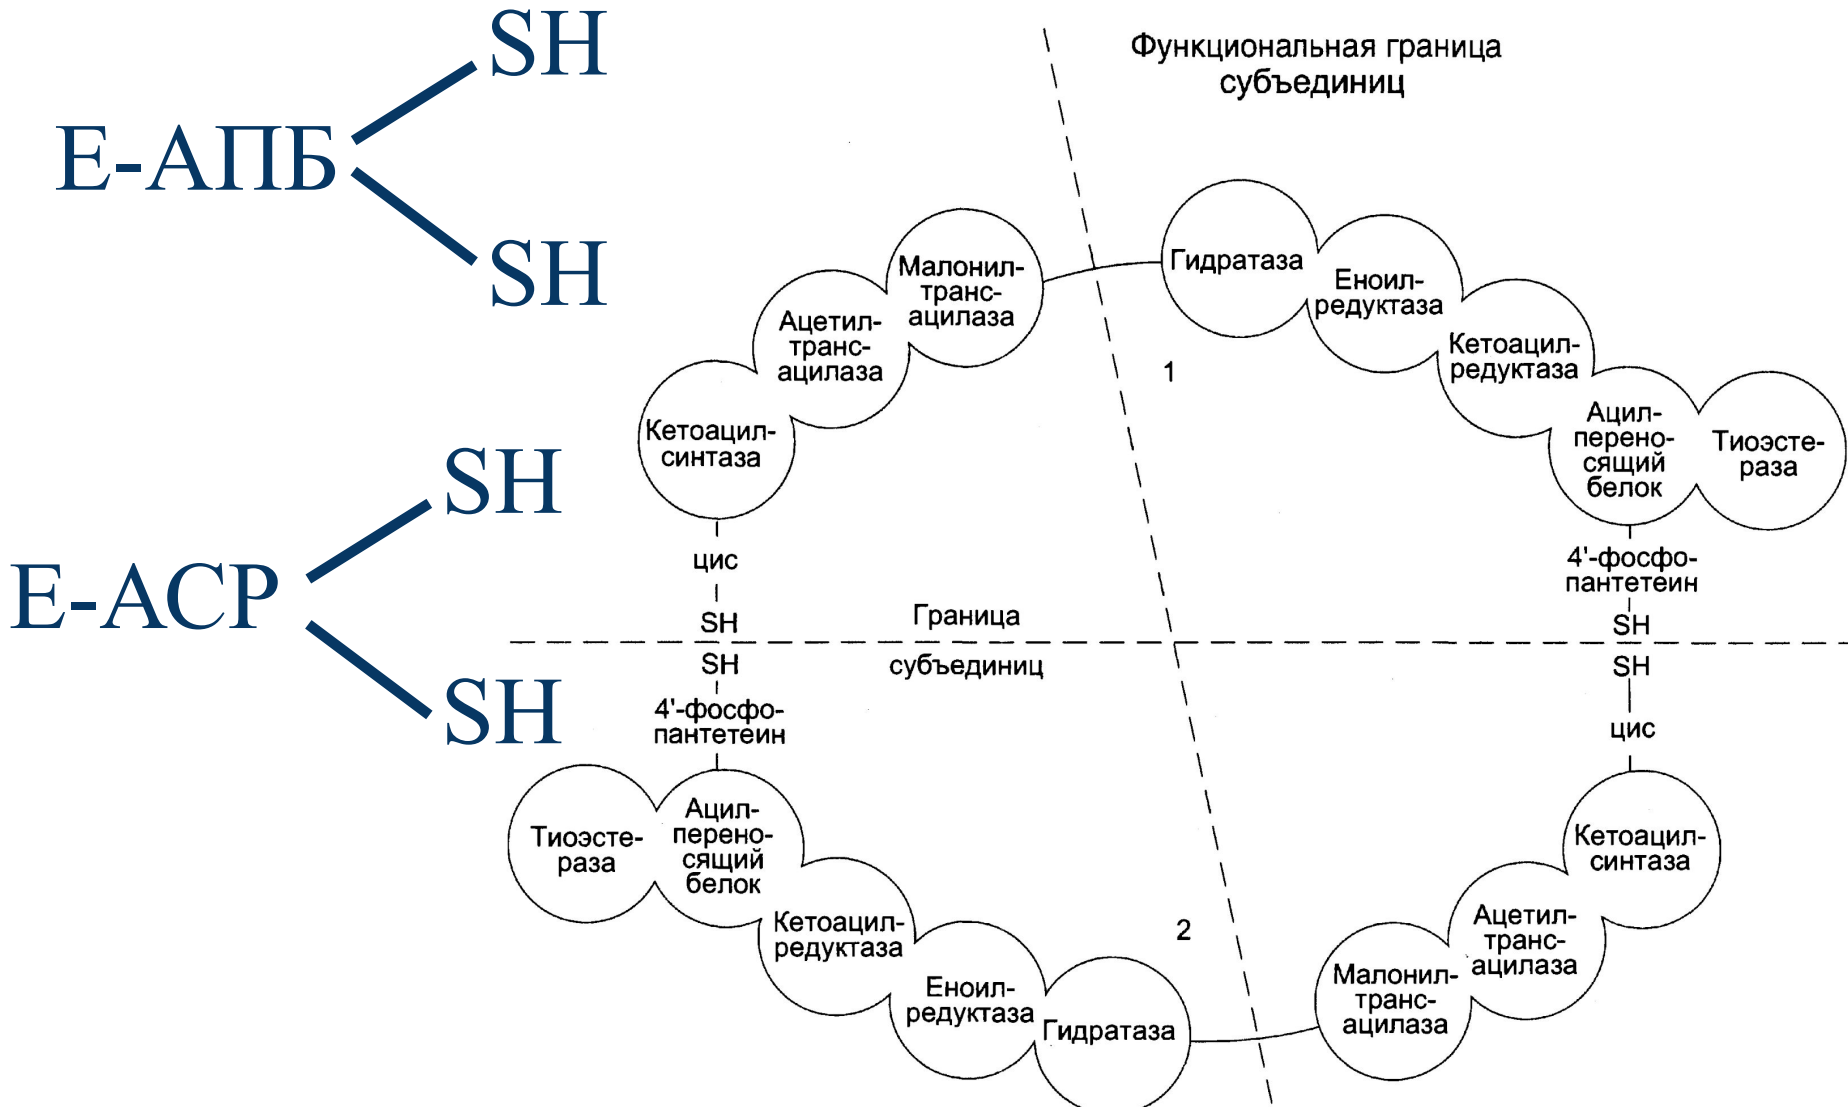 SH
Е-АПБ
SH
SH
Е-АСР
SH
Функциональная граница
субъединиц
Гидратаза
Еноил-
редуктаза
Кетоацил-
редуктаза
Ацил-
перено-
сящий
белок
Тиоэсте-
раза
Малонил-
транс-
ацилаза
Ацетил-
транс-
ацилаза
Кетоацил-
синтаза
1
цис
SH
Граница
субъединиц
4'-фосфо-
пантетеин
SH
SH
4'-фосфо-
пантетеин
SH
цис
Тиоэсте-
раза
Ацил-
перено-
сящий
белок
Кетоацил-
редуктаза
Еноил-
редуктаза
Гидратаза
2
Кетоацил-
синтаза
Ацетил-
транс-
ацилаза
Малонил-
транс-
ацилаза